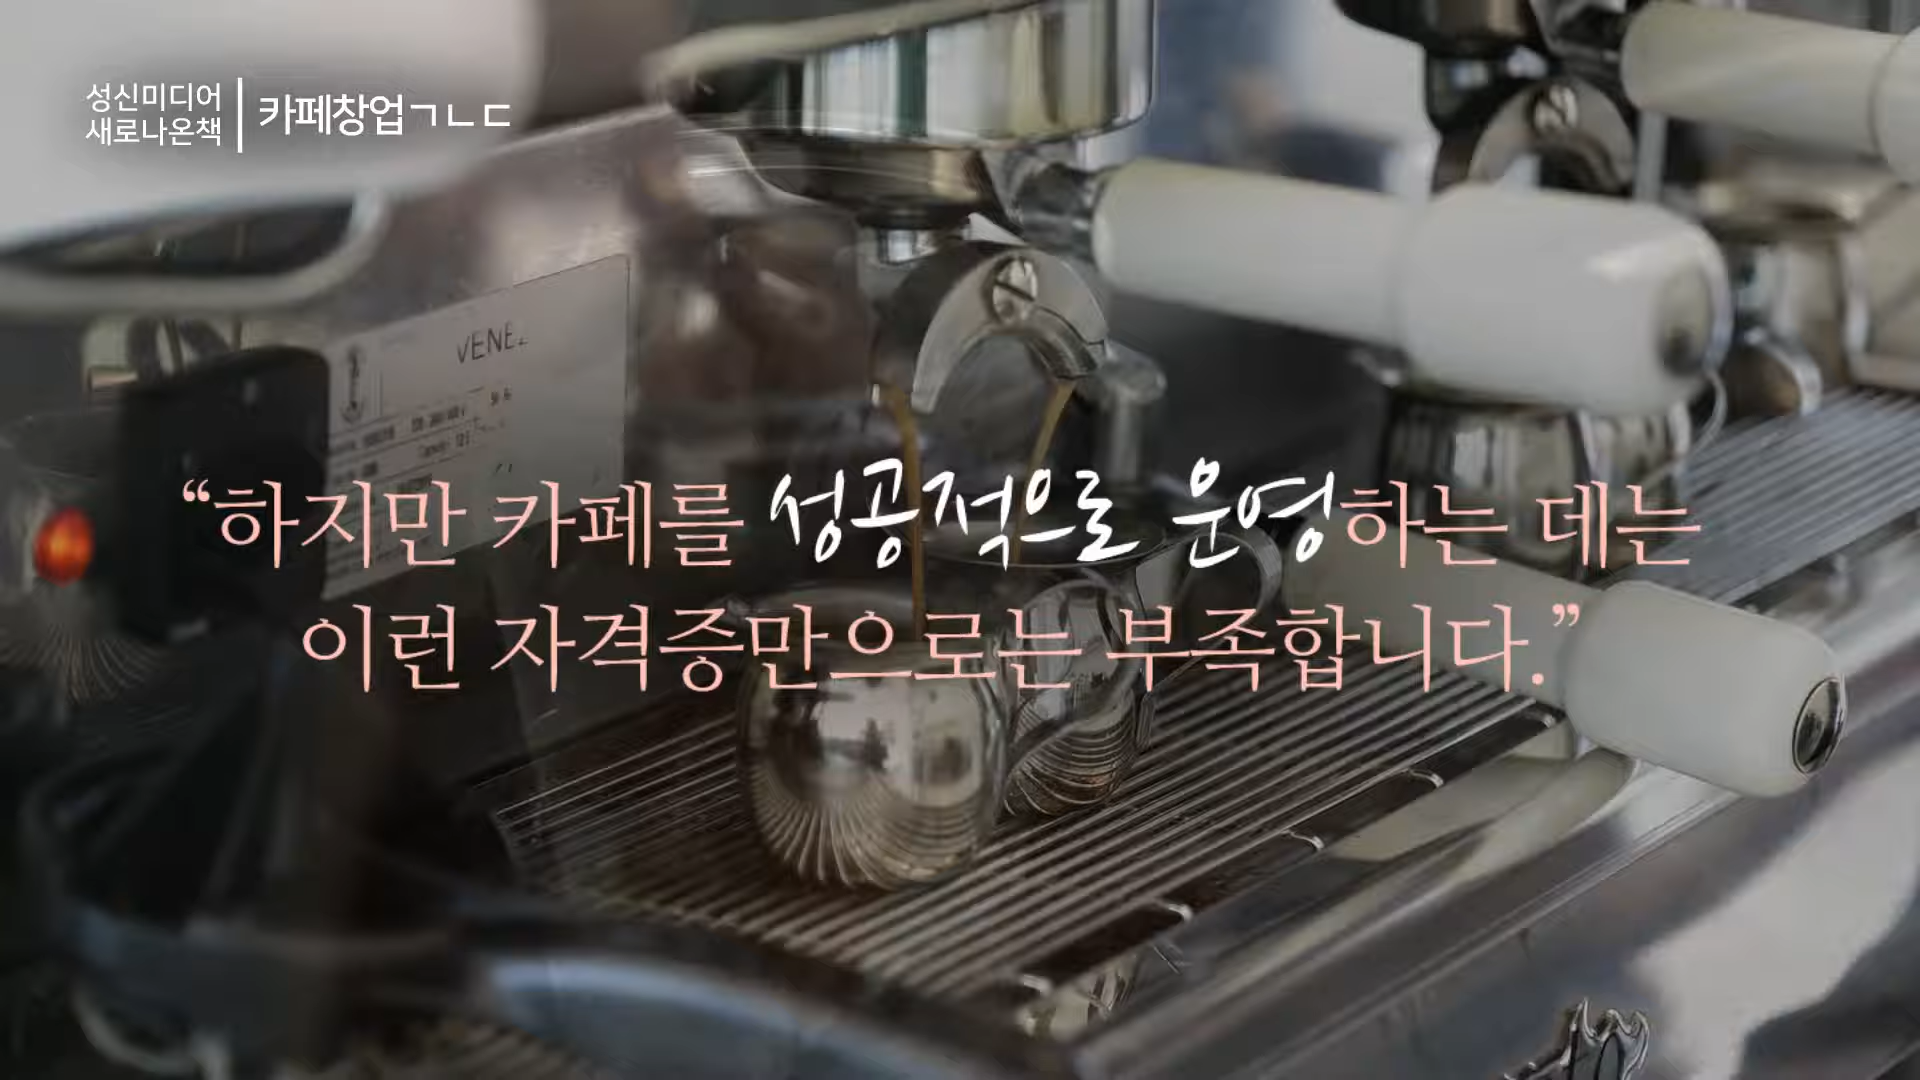 성신미디어
새로나온책
카페창업ㄱㄴㄷ
VENE
“하지만 카페를 성공적으로 운영하는 데는
이런 자격증만으로는 부족합니다.”